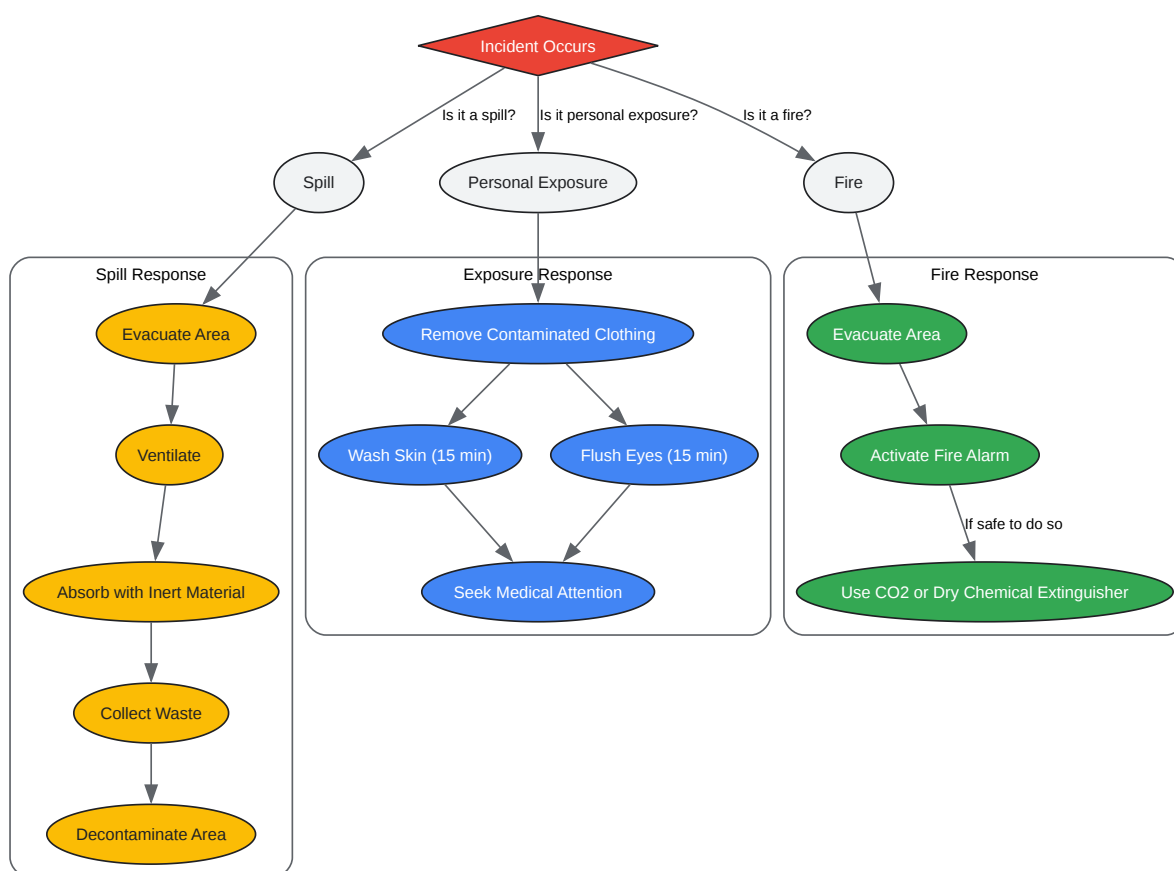 Incident Occurs
Is it a spill?
Is it personal exposure?
Is it a fire?
Spill
Personal Exposure
Fire
Spill Response
Evacuate Area
Ventilate
Absorb with Inert Material
Collect Waste
Decontaminate Area
Exposure Response
Remove Contaminated Clothing
Wash Skin (15 min)
Flush Eyes (15 min)
Seek Medical Attention
Fire Response
Evacuate Area
Activate Fire Alarm
If safe to do so
Use CO2 or Dry Chemical Extinguisher